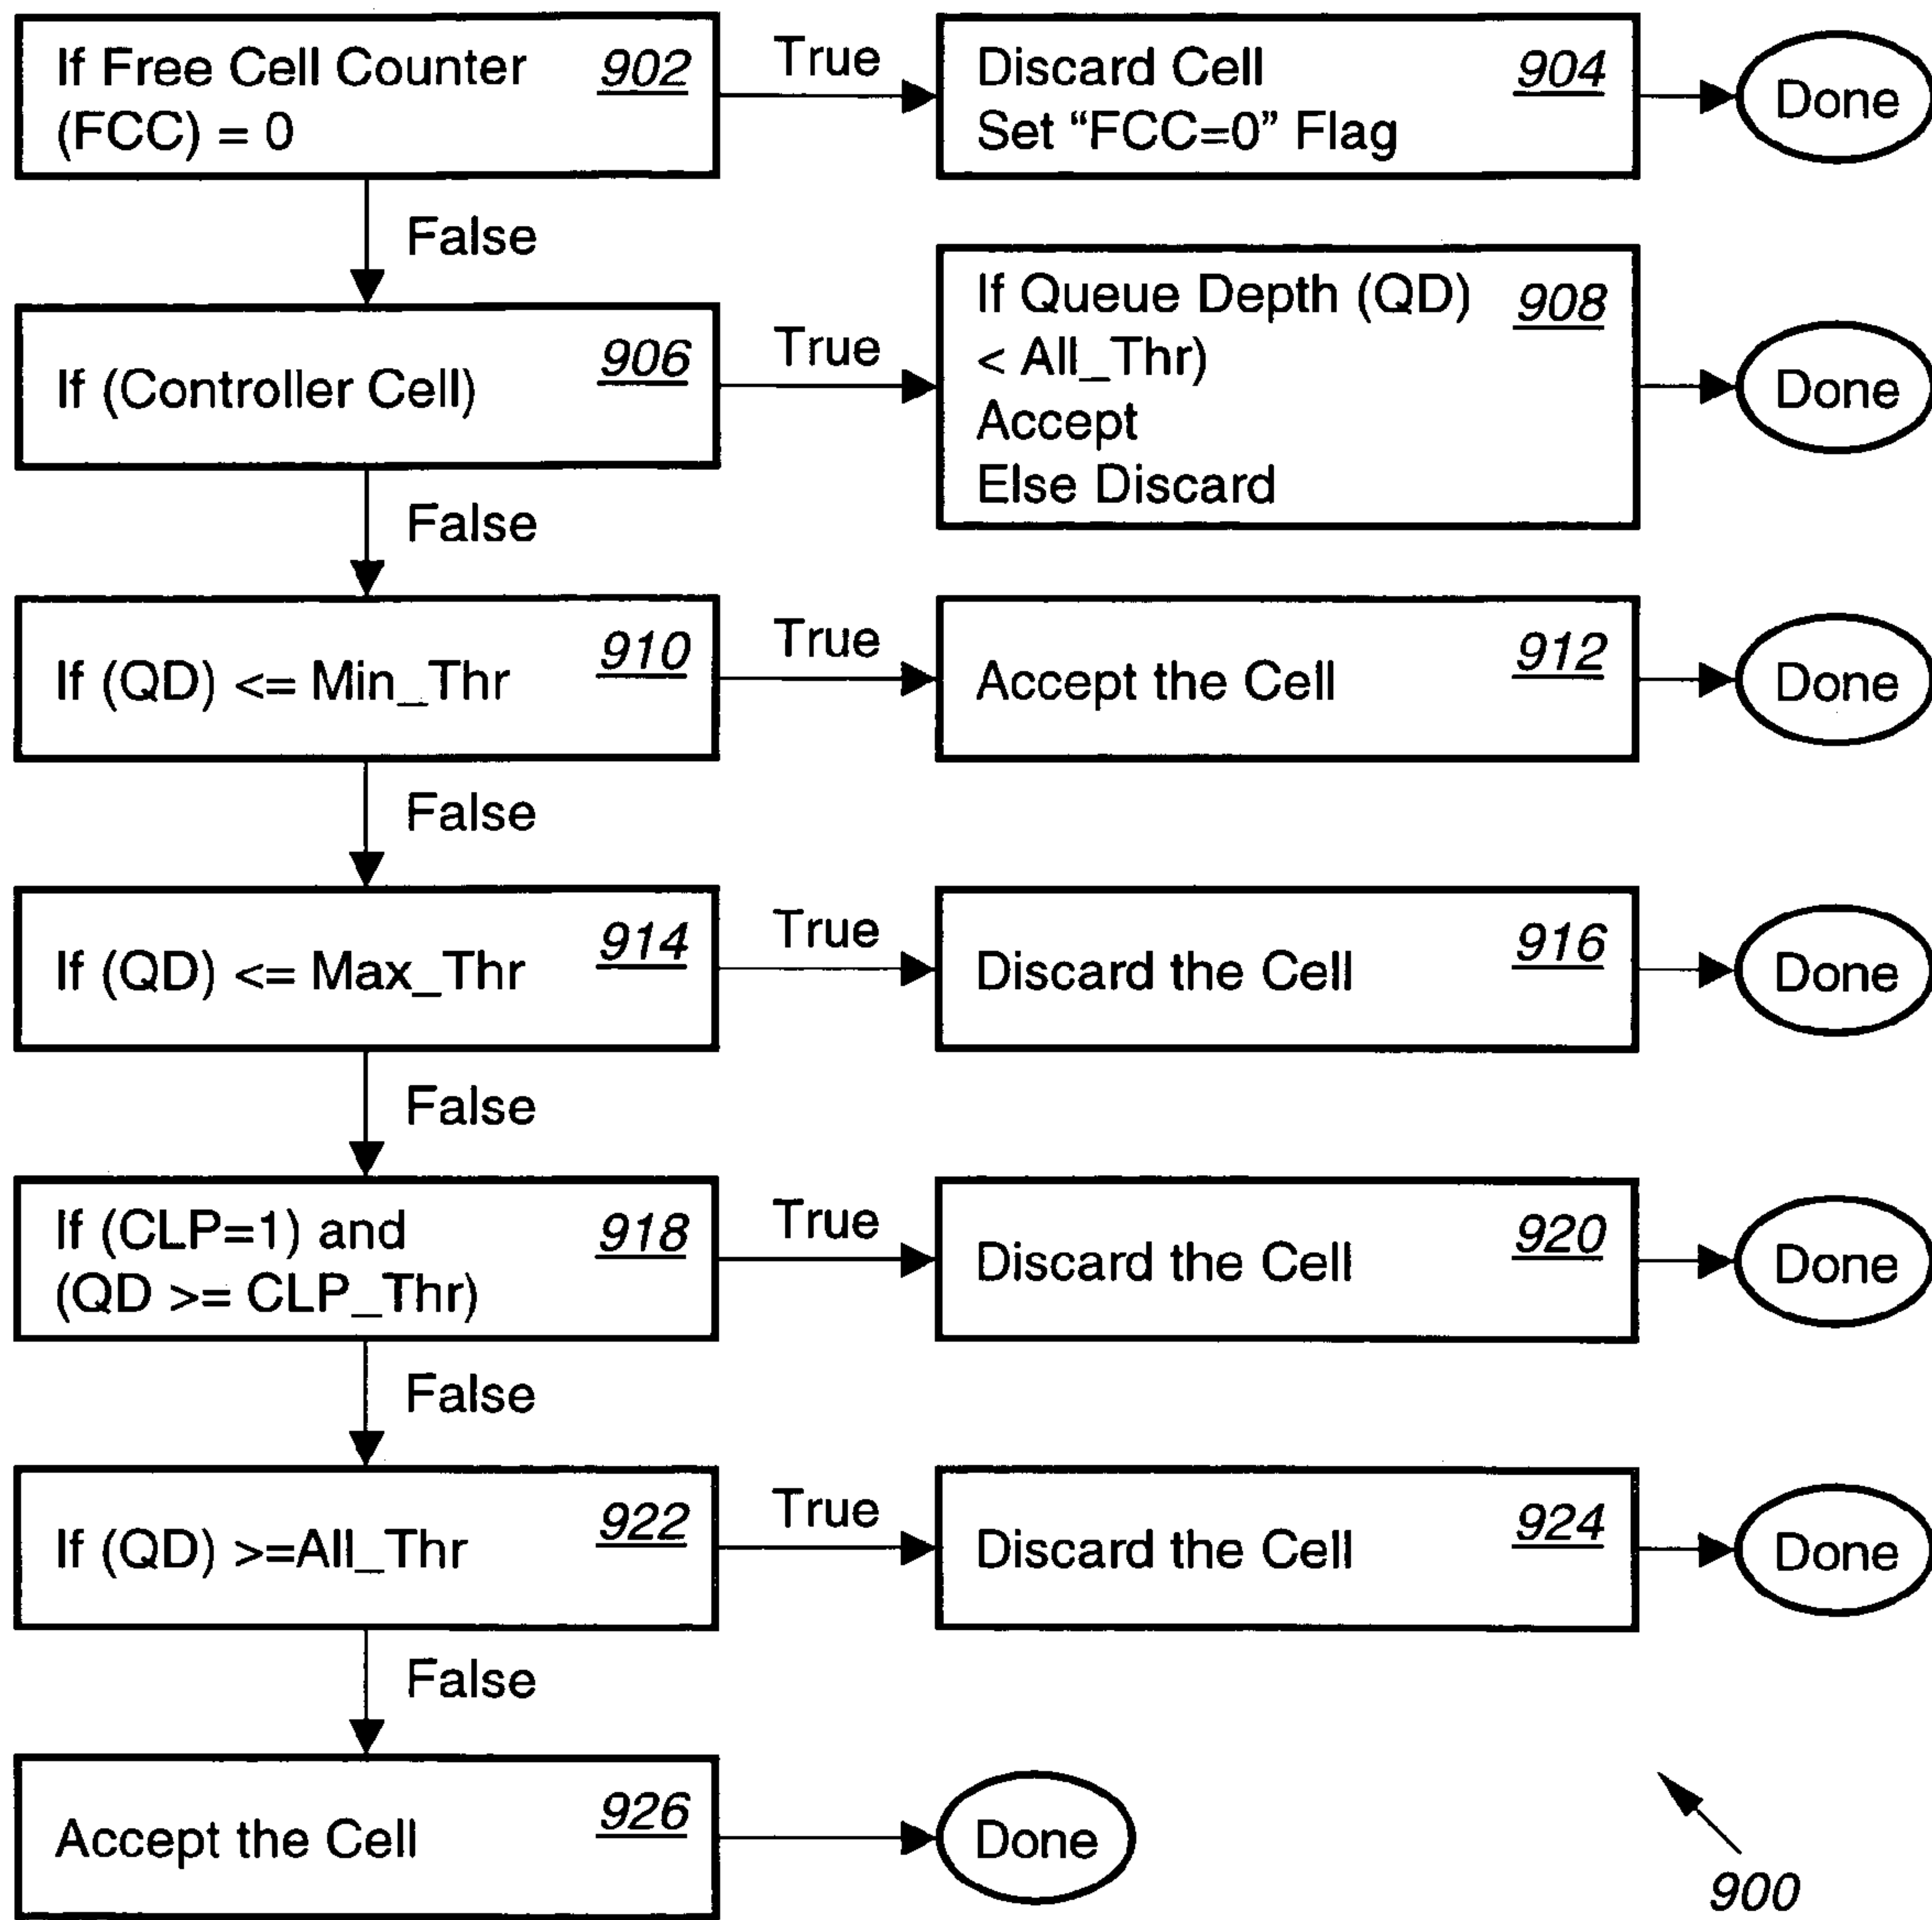 If Free Cell Counter 902
(FCC) = 0
True
Discard Cell 904
Set “FCC=0” Flag
Done
False
If (Controller Cell) 906
True
If Queue Depth (QD) 908
< All_Thr)
Accept
Else Discard
Done
False
If (QD) <= Min_Thr 910
True
Accept the Cell 912
Done
False
If (QD) <= Max_Thr 914
True
Discard the Cell 916
Done
False
If (CLP=1) and 918
(QD >= CLP_Thr)
True
Discard the Cell 920
Done
False
If (QD) >=All_Thr 922
True
Discard the Cell 924
Done
False
Accept the Cell 926
Done
900